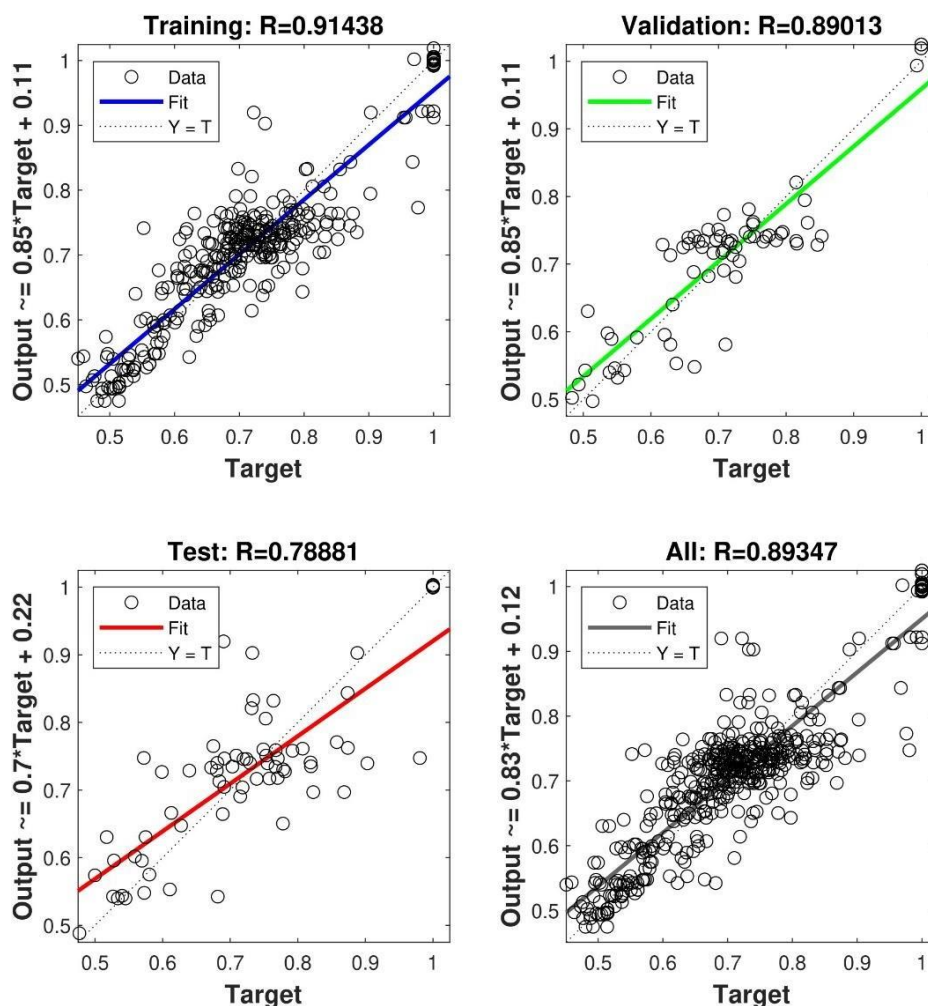 Training: R=0.91438
Output ~= 0.85*Target + 0.11
1
0.9
0.8
0.7
0.6
0.5
Data
Fit
Y = T
0.5 0.6 0.7 0.8 0.9 1
Target
Validation: R=0.89013
Output ~= 0.85*Target + 0.11
1
0.9
0.8
0.7
0.6
0.5
Data
Fit
Y = T
0.5 0.6 0.7 0.8 0.9 1
Target
Test: R=0.78881
Output ~= 0.7*Target + 0.22
1
0.9
0.8
0.7
0.6
0.5
Data
Fit
Y = T
0.5 0.6 0.7 0.8 0.9 1
Target
All: R=0.89347
Output ~= 0.83*Target + 0.12
1
0.9
0.8
0.7
0.6
0.5
Data
Fit
Y = T
0.5 0.6 0.7 0.8 0.9 1
Target